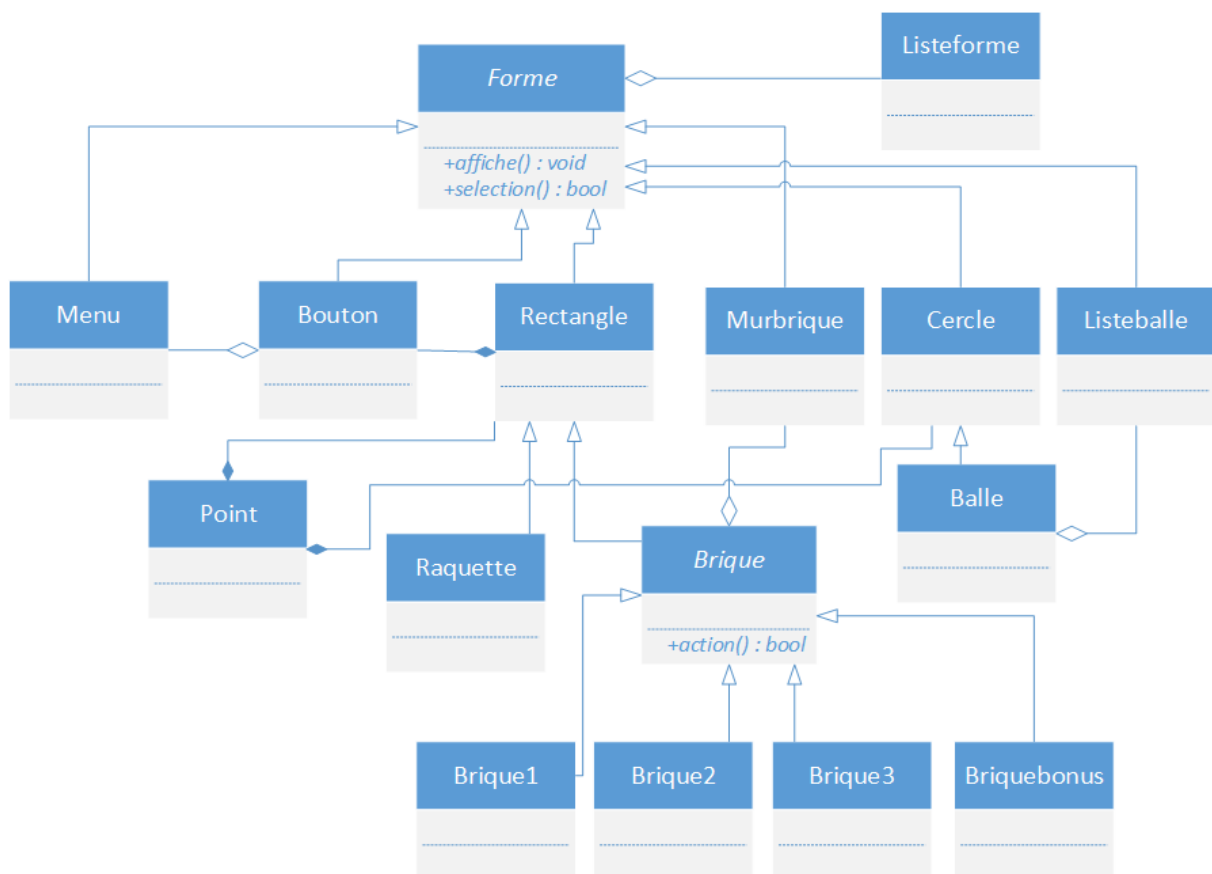 Listeforme
Forme
+affiche() : void
+selection() : bool
Menu
Bouton
Rectangle
Murbrique
Cercle
Listeballe
Point
Raquette
Brique
+action() : bool
Balle
Brique1
Brique2
Brique3
Briquebonus